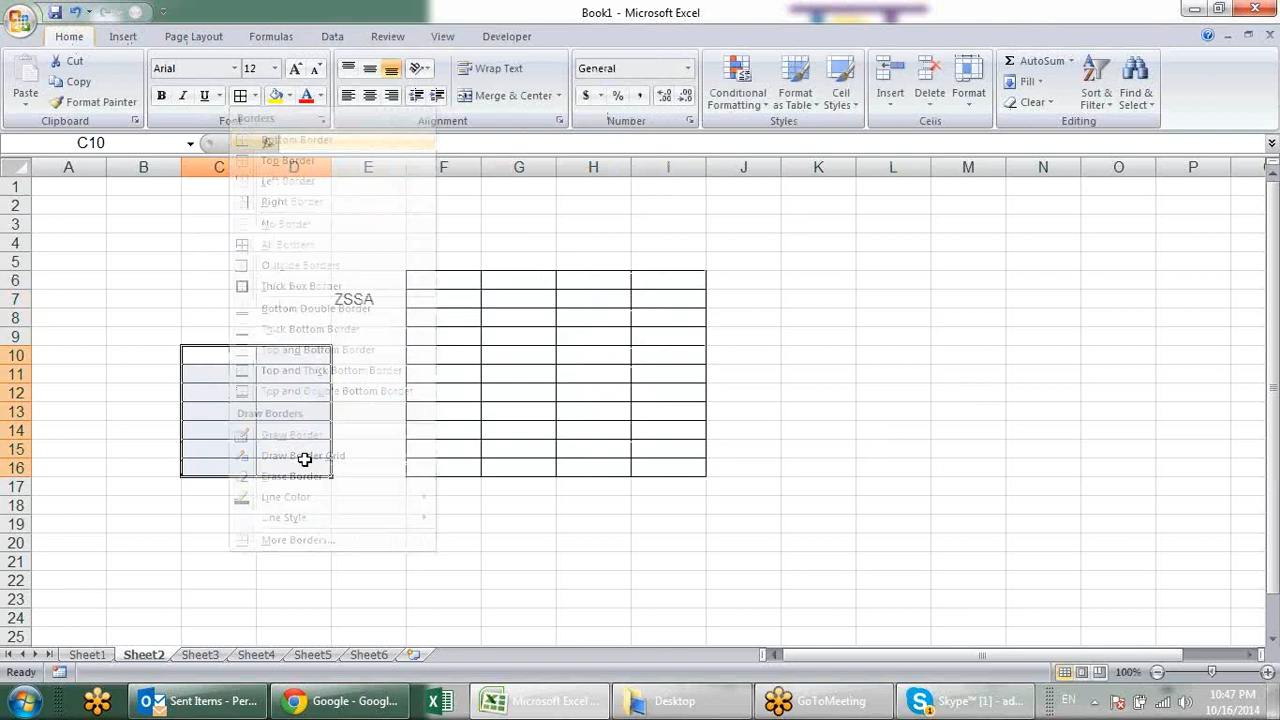 Book1 - Microsoft Excel
Home Insert Page Layout Formulas Data Review View Developer
Paste Cut Copy Format Painter
Clipboard
Arial 12
B I U A
Font
Wrap Text
Merge & Center
Alignment
General
$ % ,
Number
Conditional Formatting Format as Table Cell Styles
Styles
Insert Delete Format
Cells
AutoSum Fill Clear Sort & Filter Find & Select
Editing
C10
A B C D E F G H I J K L M N O P
1
2
3
4
5
6
7
8
9
10
11
12
13
14
15
16
17
18
19
20
21
22
23
24
25
ZSSA
Borders
Bottom Border
Top Border
Left Border
Right Border
No Border
All Borders
Outside Borders
Thick Box Border
Bottom Double Border
Thick Bottom Border
Top and Bottom Border
Top and Thick Bottom Border
Top and Double Bottom Border
Draw Borders
Draw Border
Draw Border Grid
Erase Border
Line Color
Line Style
More Borders...
Sheet1 Sheet2 Sheet3 Sheet4 Sheet5 Sheet6
Ready
100%
Sent Items - Per...
Google - Googl...
Microsoft Exce...
Desktop
GoToMeeting
Skype™ [1] - ad...
EN
10:47 PM
10/16/2014